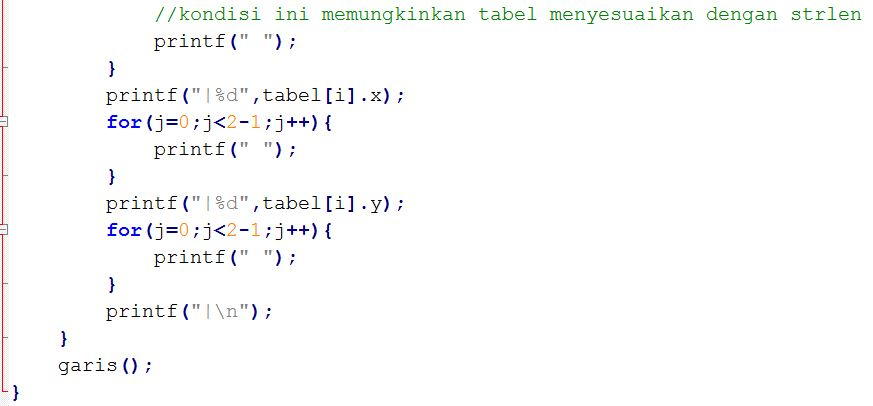 //kondisi ini memungkinkan tabel menyesuaikan dengan strlen
printf(" ");
}
printf("|%d",tabel[i].x);
for(j=0;j<2-1;j++){
printf(" ");
}
printf("|%d",tabel[i].y);
for(j=0;j<2-1;j++){
printf(" ");
}
printf("|\n");
}
garis();
}